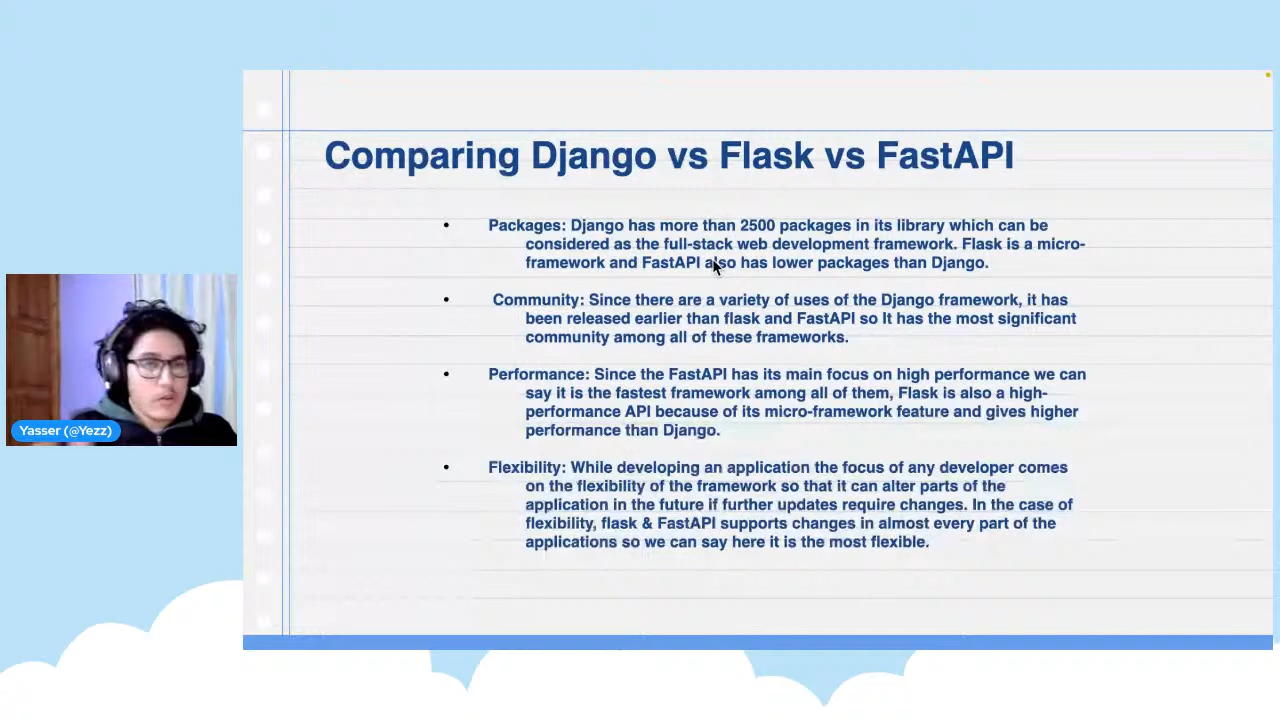 Comparing Django vs Flask vs FastAPI
• Packages: Django has more than 2500 packages in its library which can be
considered as the full-stack web development framework. Flask is a micro-
framework and FastAPI also has lower packages than Django.
• Community: Since there are a variety of uses of the Django framework, it has
been released earlier than flask and FastAPI so It has the most significant
community among all of these frameworks.
• Performance: Since the FastAPI has its main focus on high performance we can
say it is the fastest framework among all of them, Flask is also a high-
performance API because of its micro-framework feature and gives higher
performance than Django.
• Flexibility: While developing an application the focus of any developer comes
on the flexibility of the framework so that it can alter parts of the
application in the future if further updates require changes. In the case of
flexibility, flask & FastAPI supports changes in almost every part of the
applications so we can say here it is the most flexible.
Yasser (@Yezz)